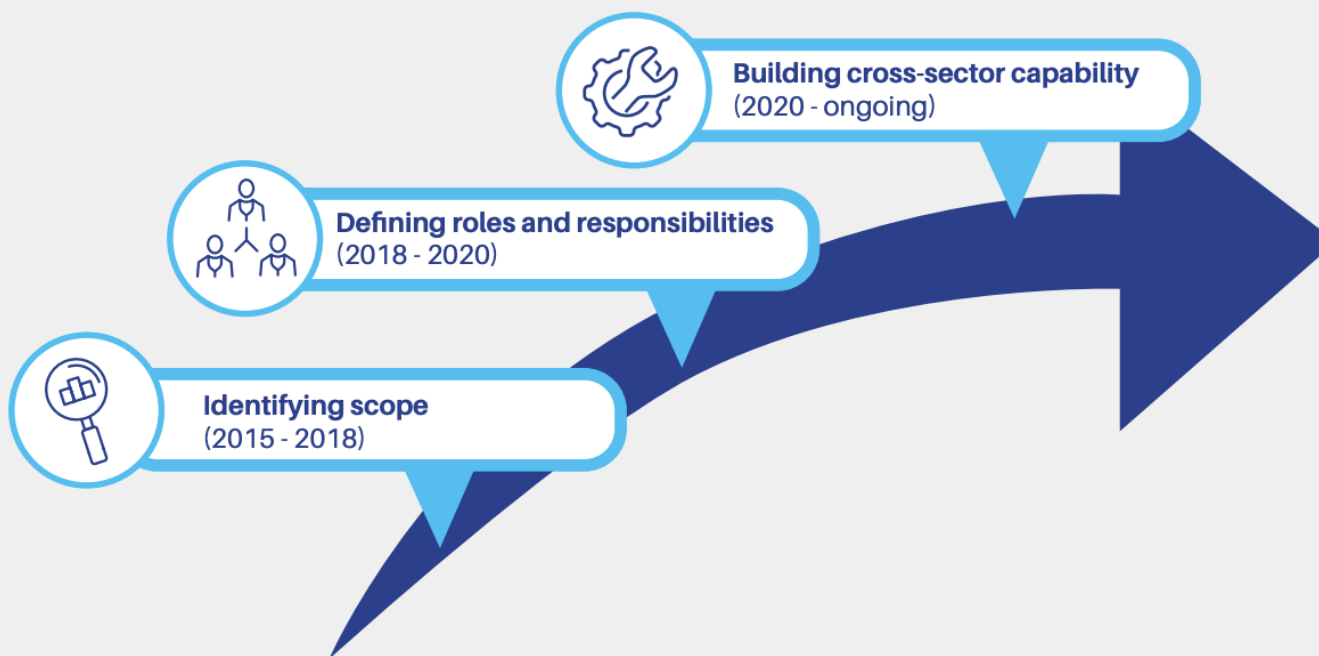 Building cross-sector capability
(2020 - ongoing)
Defining roles and responsibilities
(2018 - 2020)
Identifying scope
(2015 - 2018)